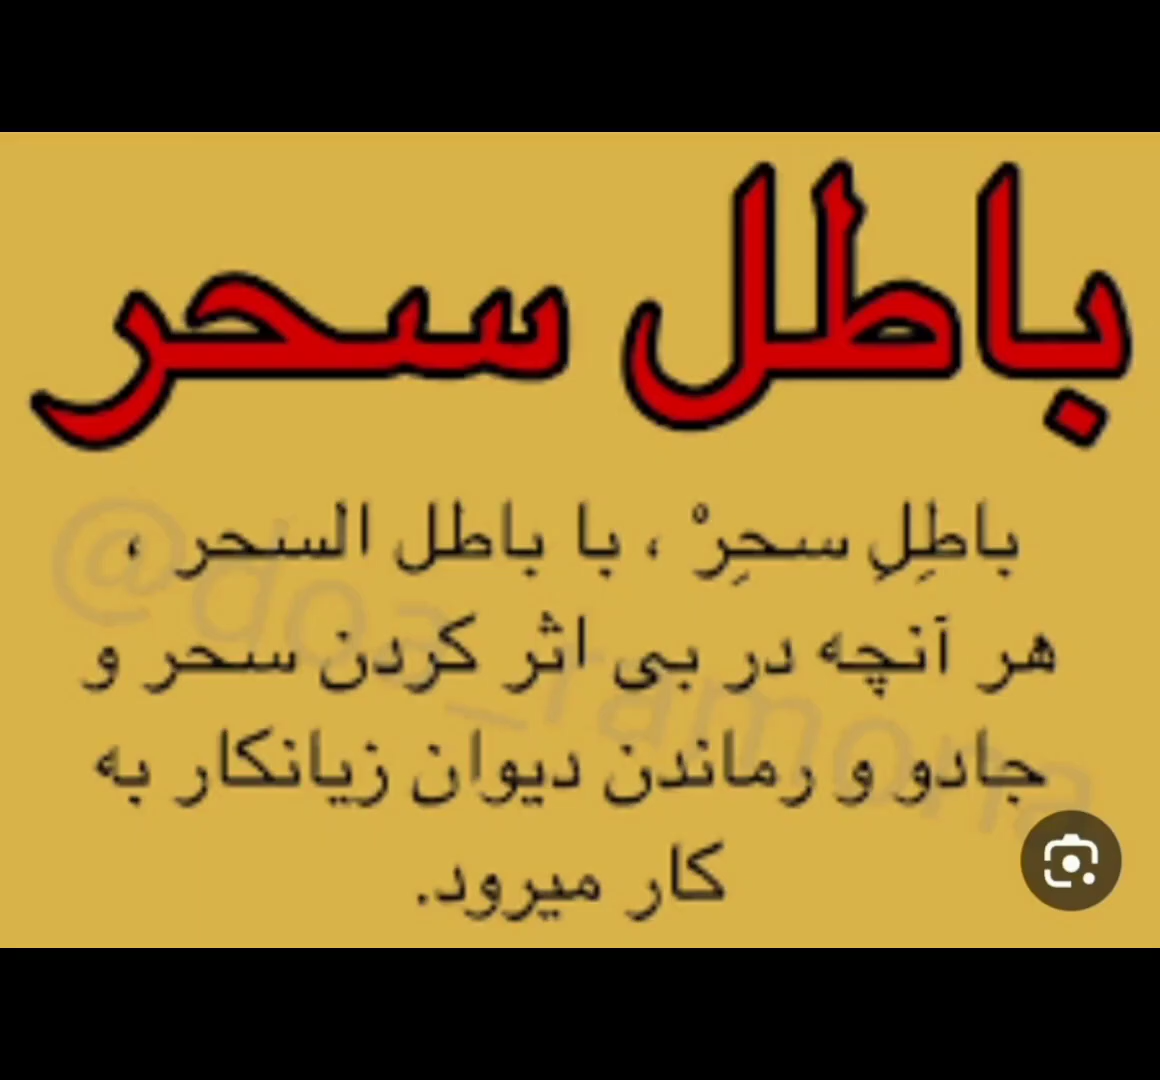 باطل سحر
باطِلِ سحِرْ ، با باطل السحر ،
هر آنچه در بی اثر کردن سحر و
جادو و رماندن دیوان زیانکار به
کار میرود.
@doa_ramona